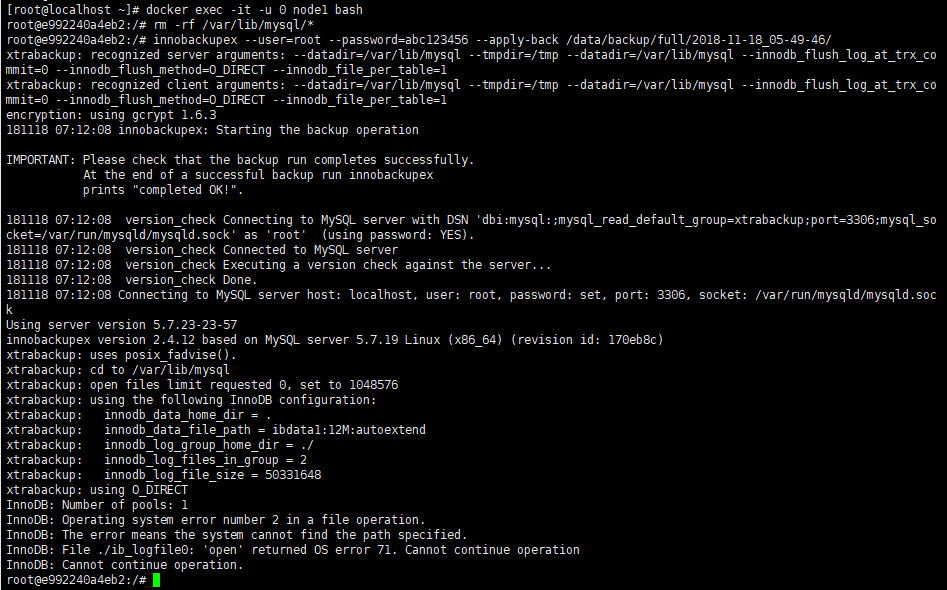 [root@localhost ~]# docker exec -it -u 0 node1 bash
root@e992240a4eb2:/# rm -rf /var/lib/mysql/*
root@e992240a4eb2:/# innobackupex --user=root --password=abc123456 --apply-back /data/backup/full/2018-11-18_05-49-46/
xtrabackup: recognized server arguments: --datadir=/var/lib/mysql --tmpdir=/tmp --datadir=/var/lib/mysql --innodb_flush_log_at_trx_co
mmit=0 --innodb_flush_method=O_DIRECT --innodb_file_per_table=1
xtrabackup: recognized client arguments: --datadir=/var/lib/mysql --tmpdir=/tmp --datadir=/var/lib/mysql --innodb_flush_log_at_trx_co
mmit=0 --innodb_flush_method=O_DIRECT --innodb_file_per_table=1
encryption: using gcrypt 1.6.3
181118 07:12:08 innobackupex: Starting the backup operation
IMPORTANT: Please check that the backup run completes successfully.
At the end of a successful backup run innobackupex
prints "completed OK!".
181118 07:12:08  version_check Connecting to MySQL server with DSN 'dbi:mysql:;mysql_read_default_group=xtrabackup;port=3306;mysql_so
cket=/var/run/mysqld/mysqld.sock' as 'root'  (using password: YES).
181118 07:12:08  version_check Connected to MySQL server
181118 07:12:08  version_check Executing a version check against the server...
181118 07:12:08  version_check Done.
181118 07:12:08 Connecting to MySQL server host: localhost, user: root, password: set, port: 3306, socket: /var/run/mysqld/mysqld.soc
k
Using server version 5.7.23-23-57
innobackupex version 2.4.12 based on MySQL server 5.7.19 Linux (x86_64) (revision id: 170eb8c)
xtrabackup: uses posix_fadvise().
xtrabackup: cd to /var/lib/mysql
xtrabackup: open files limit requested 0, set to 1048576
xtrabackup: using the following InnoDB configuration:
xtrabackup:   innodb_data_home_dir = .
xtrabackup:   innodb_data_file_path = ibdata1:12M:autoextend
xtrabackup:   innodb_log_group_home_dir = ./
xtrabackup:   innodb_log_files_in_group = 2
xtrabackup:   innodb_log_file_size = 50331648
xtrabackup: using O_DIRECT
InnoDB: Number of pools: 1
InnoDB: Operating system error number 2 in a file operation.
InnoDB: The error means the system cannot find the path specified.
InnoDB: File ./ib_logfile0: 'open' returned OS error 71. Cannot continue operation
InnoDB: Cannot continue operation.
root@e992240a4eb2:/#